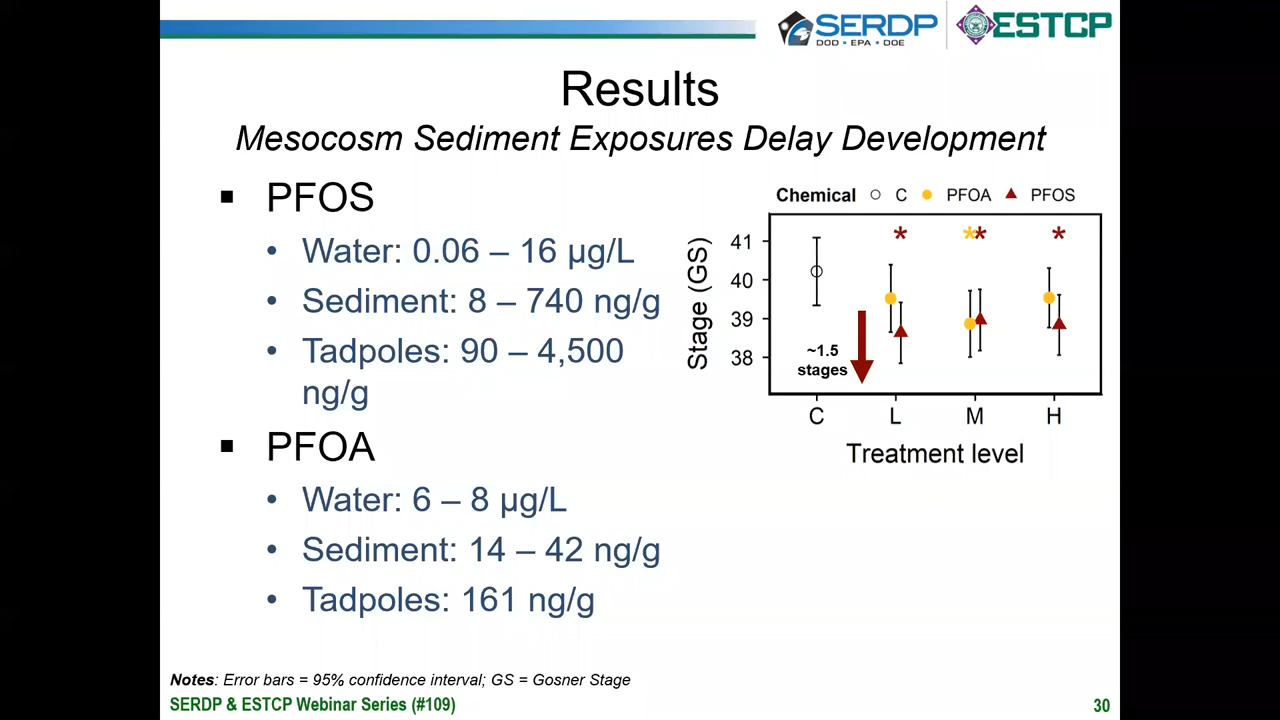 SERDP
DOD • EPA • DOE
ESTCP
Results
Mesocosm Sediment Exposures Delay Development
▪ PFOS
• Water: 0.06 – 16 µg/L
• Sediment: 8 – 740 ng/g
• Tadpoles: 90 – 4,500
ng/g
▪ PFOA
• Water: 6 – 8 µg/L
• Sediment: 14 – 42 ng/g
• Tadpoles: 161 ng/g
Chemical C PFOA PFOS
Stage (GS)
41
40
39
38
* ** *
~1.5
stages
C L M H
Treatment level
Notes: Error bars = 95% confidence interval; GS = Gosner Stage
SERDP & ESTCP Webinar Series (#109)
30